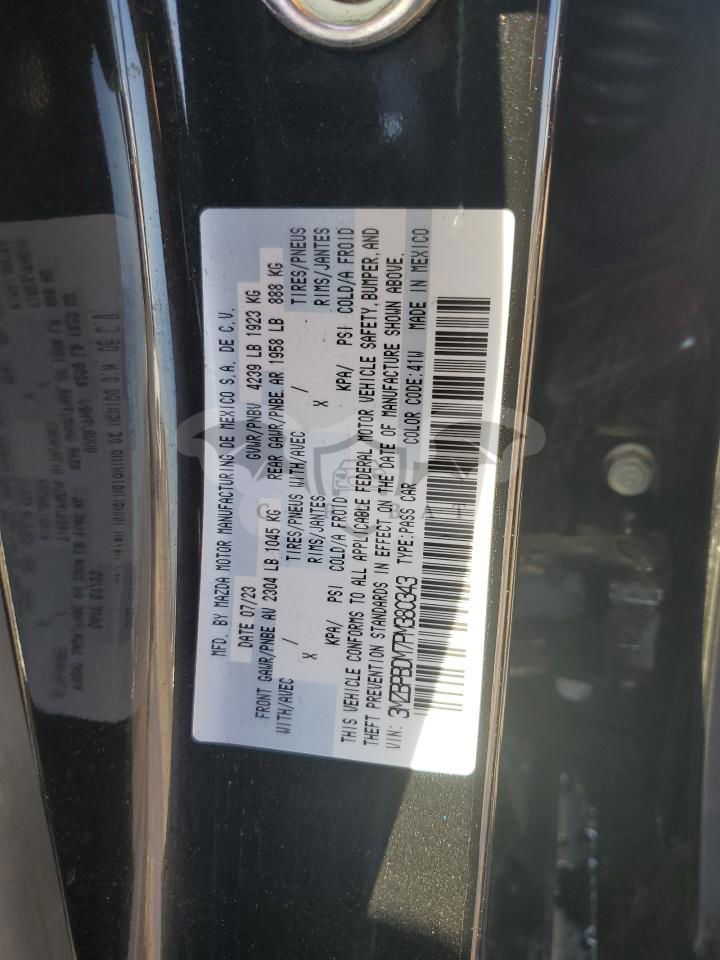 MFD. BY MAZDA MOTOR MANUFACTURING DE MEXICO S.A. DE C.V.
DATE 07/23 GVWR/PNBV 4239 LB 1923 KG
FRONT GAWR/PNBE AV 2304 LB 1045 KG REAR GAWR/PNBE AR 1958 LB 888 KG
WITH/AVEC / TIRES/PNEUS WITH/AVEC / TIRES/PNEUS
X RIMS/JANTES X RIMS/JANTES
KPA/ PSI COLD/A FROID KPA/ PSI COLD/A FROID
THIS VEHICLE CONFORMS TO ALL APPLICABLE FEDERAL MOTOR VEHICLE SAFETY, BUMPER, AND
THEFT PREVENTION STANDARDS IN EFFECT ON THE DATE OF MANUFACTURE SHOWN ABOVE.
VIN: 3MZBPBDM7PM380343 TYPE:PASS CAR COLOR CODE:41W MADE IN MEXICO